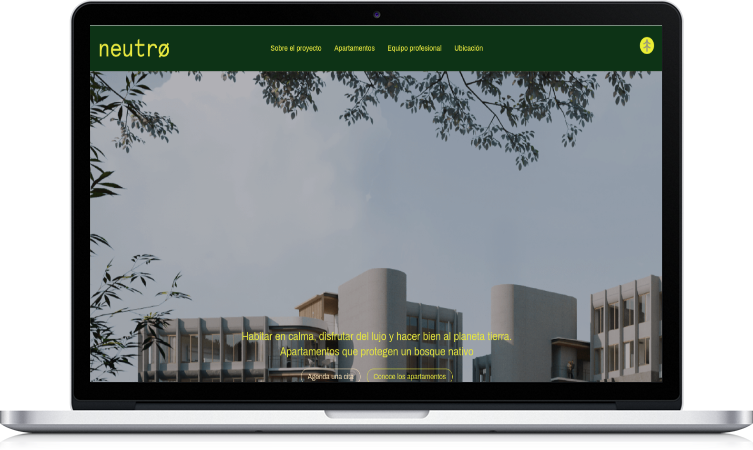 neutrø
Sobre el proyecto Apartamentos Equipo profesional Ubicación
Habitar en calma, disfrutar del lujo y hacer bien al planeta tierra.
Apartamentos que protegen un bosque nativo
Agenda una cita Conoce los apartamentos